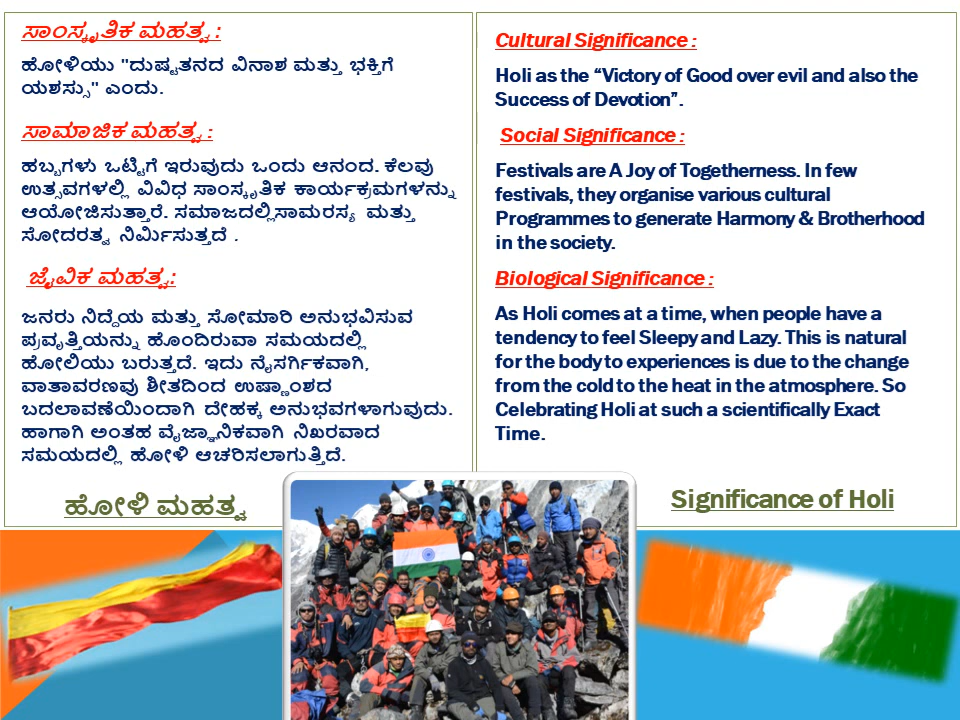 ಸಾಂಸ್ಕೃತಿಕ ಮಹತ್ವ :
ಹೋಳಿಯು "ದುಷ್ಟತನದ ವಿನಾಶ ಮತ್ತು ಭಕ್ತಿಗೆ
ಯಶಸ್ಸು" ಎಂದು.
ಸಾಮಾಜಿಕ ಮಹತ್ವ :
ಹಬ್ಬಗಳು ಒಟ್ಟಿಗೆ ಇರುವುದು ಒಂದು ಆನಂದ. ಕೆಲವು
ಉತ್ಸವಗಳಲ್ಲಿ ವಿವಿಧ ಸಾಂಸ್ಕೃತಿಕ ಕಾರ್ಯಕ್ರಮಗಳನ್ನು
ಆಯೋಜಿಸುತ್ತಾರೆ. ಸಮಾಜದಲ್ಲಿಸಾಮರಸ್ಯ ಮತ್ತು
ಸೋದರತ್ವ ನಿರ್ಮಿಸುತ್ತದೆ .
ಜೈವಿಕ ಮಹತ್ವ:
ಜನರು ನಿದ್ದೆಯ ಮತ್ತು ಸೋಮಾರಿ ಅನುಭವಿಸುವ
ಪ್ರವೃತ್ತಿಯನ್ನು ಹೊಂದಿರುವಾ ಸಮಯದಲ್ಲಿ
ಹೋಲಿಯು ಬರುತ್ತದೆ. ಇದು ನೈಸರ್ಗಿಕವಾಗಿ,
ವಾತಾವರಣವು ಶೀತದಿಂದ ಉಷ್ಣಾಂಶದ
ಬದಲಾವಣೆಯಿಂದಾಗಿ ದೇಹಕ್ಕೆ ಅನುಭವಗಳಾಗುವುದು.
ಹಾಗಾಗಿ ಅಂತಹ ವೈಜ್ಞಾನಿಕವಾಗಿ ನಿಖರವಾದ
ಸಮಯದಲ್ಲಿ ಹೋಳಿ ಆಚರಿಸಲಾಗುತ್ತಿದೆ.
ಹೋಳಿ ಮಹತ್ವ
Cultural Significance :
Holi as the “Victory of Good over evil and also the
Success of Devotion”.
Social Significance :
Festivals are A Joy of Togetherness. In few
festivals, they organise various cultural
Programmes to generate Harmony & Brotherhood
in the society.
Biological Significance :
As Holi comes at a time, when people have a
tendency to feel Sleepy and Lazy. This is natural
for the body to experiences is due to the change
from the cold to the heat in the atmosphere. So
Celebrating Holi at such a scientifically Exact
Time.
Significance of Holi